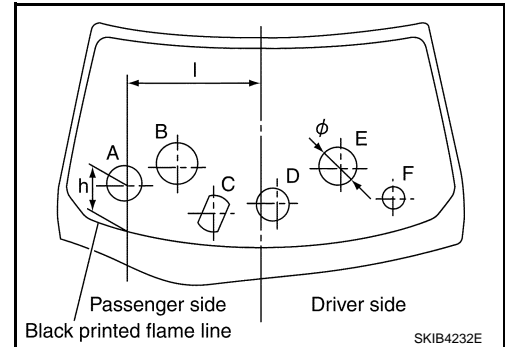 l
ϕ
A
B
E
h
C
D
F
Passenger side
Driver side
Black printed flame line
SKIB4232E